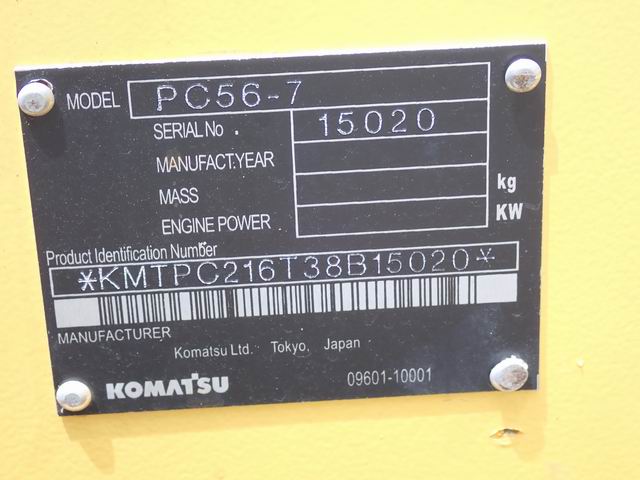 MODEL PC56-7
SERIAL No. 15020
MANUFACT.YEAR
MASS kg
ENGINE POWER KW
Product Identification Number
*KMTPC216T38B15020*
MANUFACTURER
Komatsu Ltd. Tokyo, Japan
KOMATSU 09601-10001